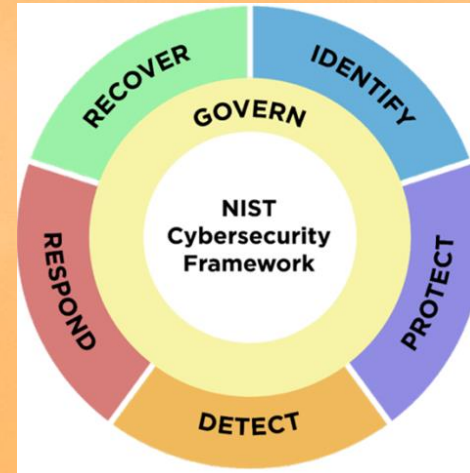 RECOVER
IDENTIFY
GOVERN
NIST
Cybersecurity
Framework
RESPOND
PROTECT
DETECT